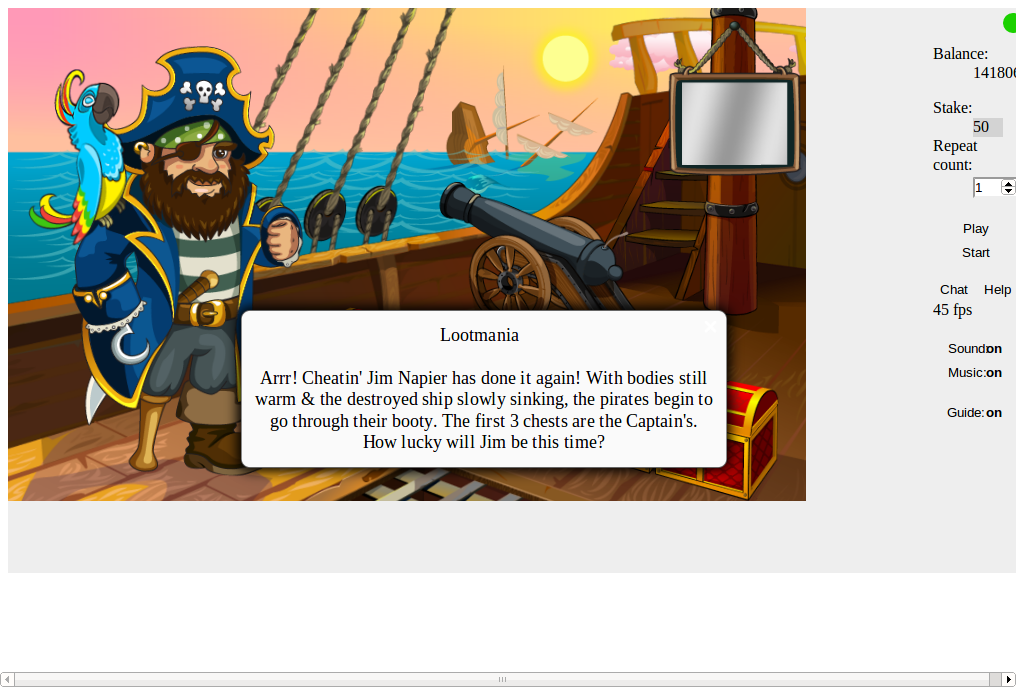 Lootmania
Arrr! Cheatin' Jim Napier has done it again! With bodies still
warm & the destroyed ship slowly sinking, the pirates begin to
go through their booty. The first 3 chests are the Captain's.
How lucky will Jim be this time?
Balance:
141806
Stake:
50
Repeat
count:
1
Play
Start
Chat Help
45 fps
Sound:on
Music:on
Guide:on